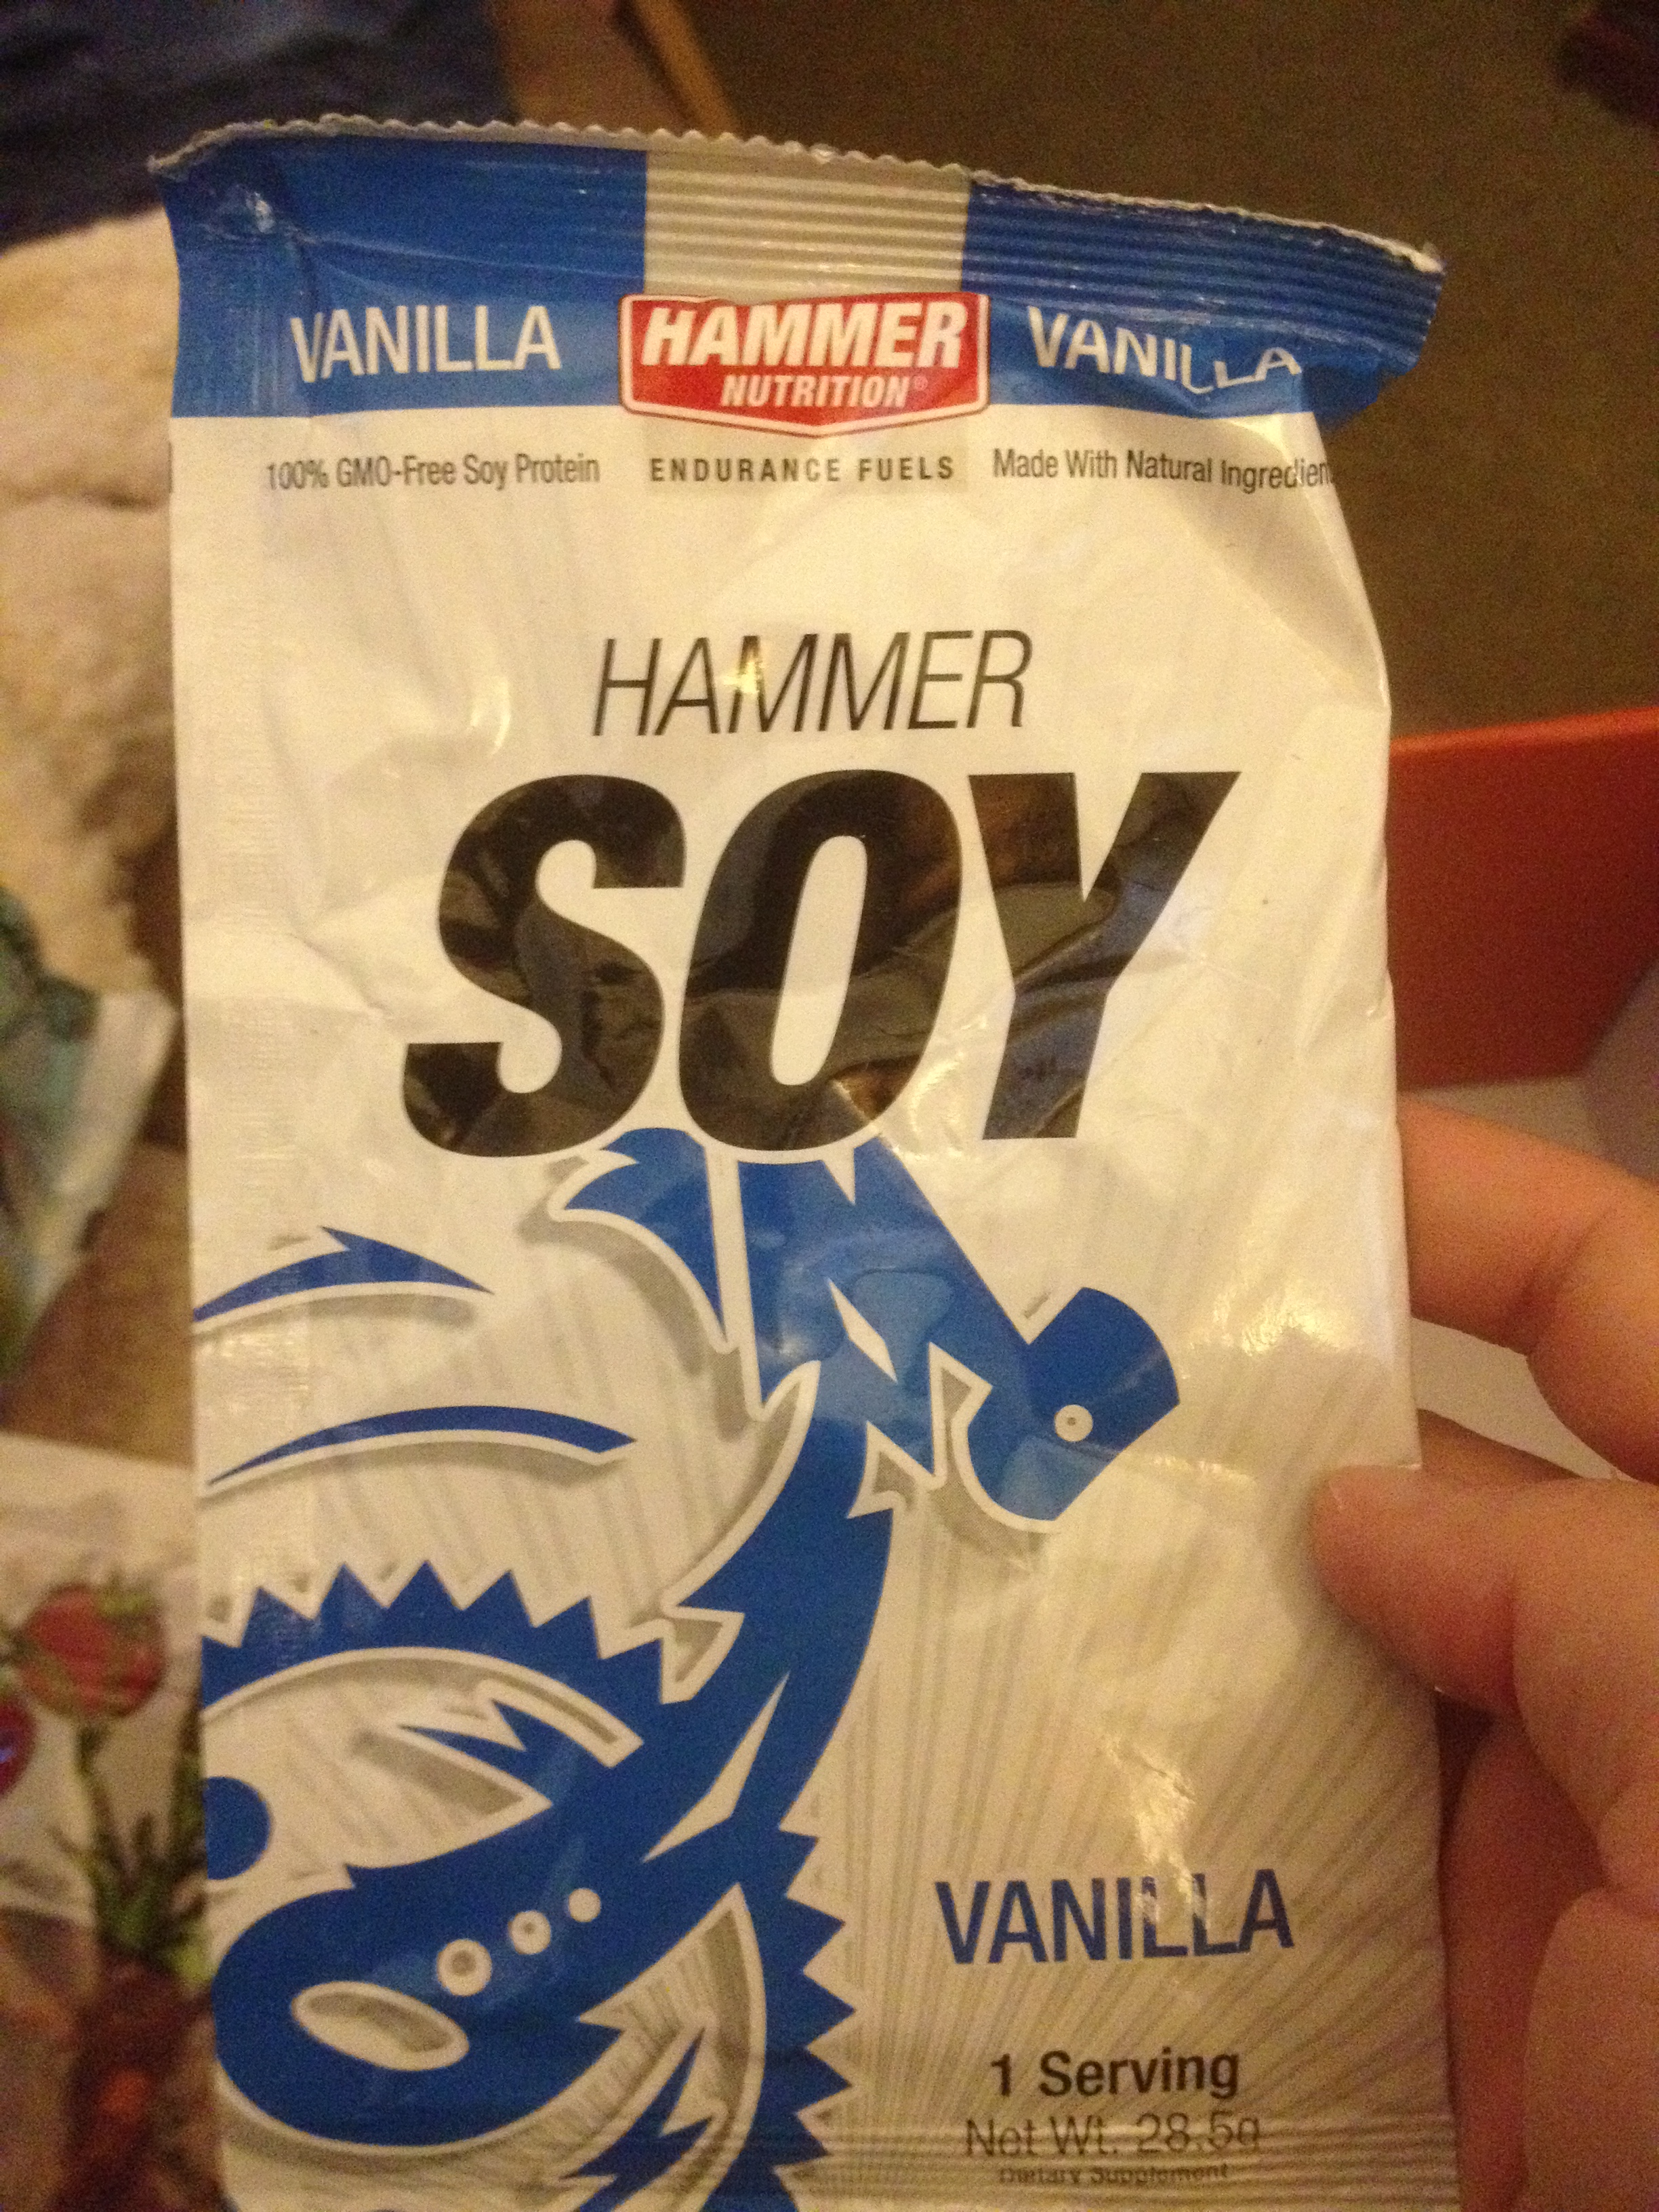 VANILLA HAMMER VANILLA
NUTRITION®
100% GMO-Free Soy Protein ENDURANCE FUELS Made With Natural
HAMMER
SOY
VANILLA
1 Serving
Net Wt. 28.5g
Dietary Supplement